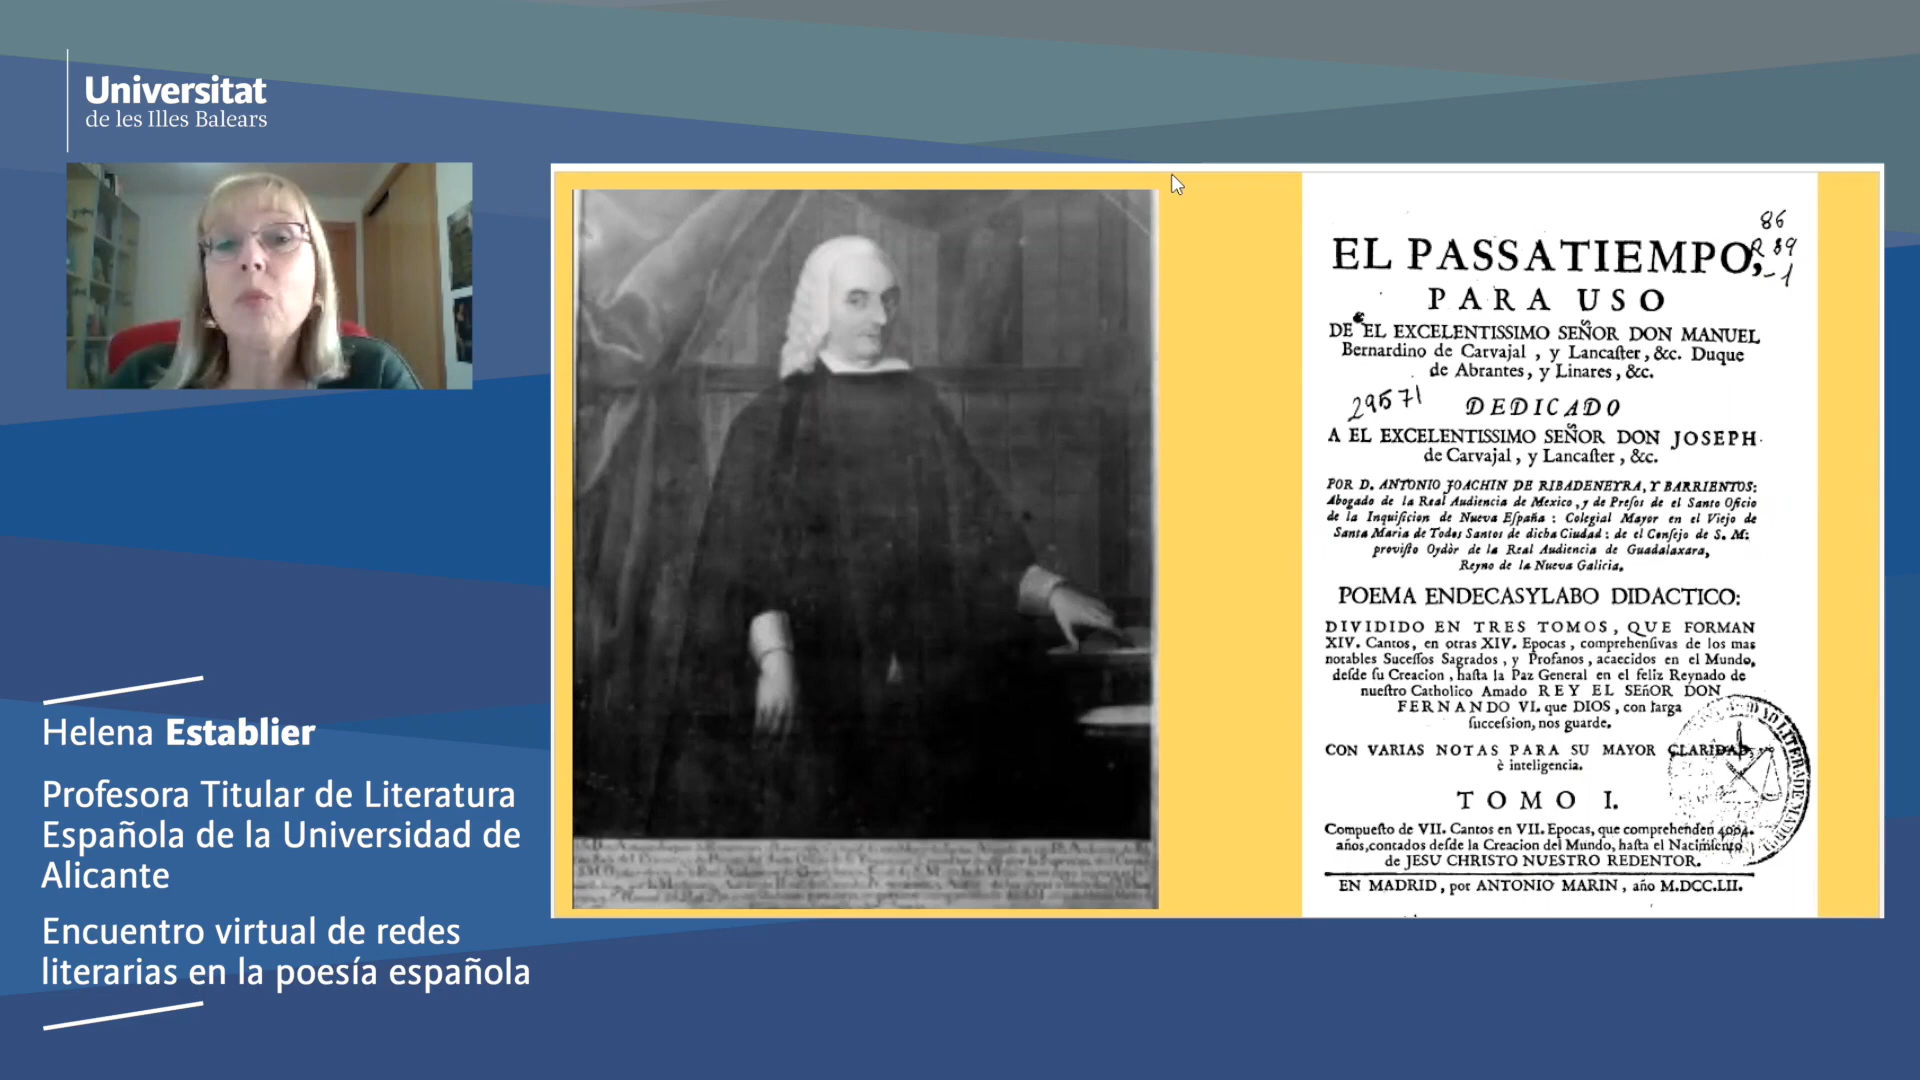 Universitat
de les Illes Balears
Helena Establier
Profesora Titular de Literatura
Española de la Universidad de
Alicante
Encuentro virtual de redes
literarias en la poesía española
86
R 89
-1
EL PASSATIEMPO,
PARA USO
DE EL EXCELENTISSIMO SEÑOR DON MANUEL
Bernardino de Carvajal, y Lancaſter, &c. Duque
de Abrantes, y Linares, &c.
29571
DEDICADO
A EL EXCELENTISSIMO SEÑOR DON JOSEPH
de Carvajal, y Lancaſter, &c.
POR D. ANTONIO JOACHIN DE RIBADENEYRA, Y BARRIENTOS:
Abogado de la Real Audiencia de Mexico, y de Preſos de el Santo Oficio
de la Inquiſicion de Nueva Eſpaña: Colegial Mayor en el Viejo de
Santa Maria de Todos Santos de dicha Ciudad: de el Conſejo de S. M:
proviſto Oydòr de la Real Audiencia de Guadalaxara,
Reyno de la Nueva Galicia.
POEMA ENDECASYLABO DIDACTICO:
DIVIDIDO EN TRES TOMOS, QUE FORMAN
XIV. Cantos, en otras XIV. Epocas, comprehenſivas de los mas
notables Suceſſos Sagrados, y Profanos, acaecidos en el Mundo,
deſde ſu Creacion, haſta la Paz General en el feliz Reynado de
nueſtro Catholico Amado REY EL SEñOR DON
FERNANDO VI. que DIOS, con larga
ſucceſsion, nos guarde.
CON VARIAS NOTAS PARA SU MAYOR CLARIDAD,
è inteligencia.
TOMO I.
Compueſto de VII. Cantos en VII. Epocas, que comprehenden 4004.
años, contados deſde la Creacion del Mundo, haſta el Nacimiento
de JESU CHRISTO NUESTRO REDENTOR.
EN MADRID, por ANTONIO MARIN, año M.DCC.LII.